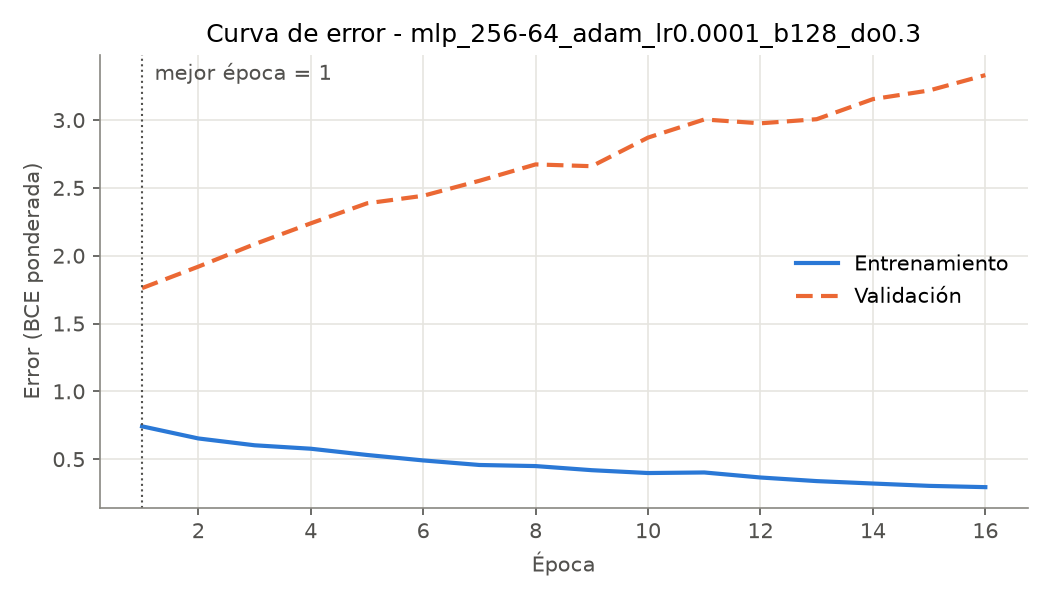 Curva de error - mlp_256-64_adam_lr0.0001_b128_do0.3
mejor época = 1
Error (BCE ponderada)
3.0
2.5
2.0
1.5
1.0
0.5
Entrenamiento
Validación
2 4 6 8 10 12 14 16
Época